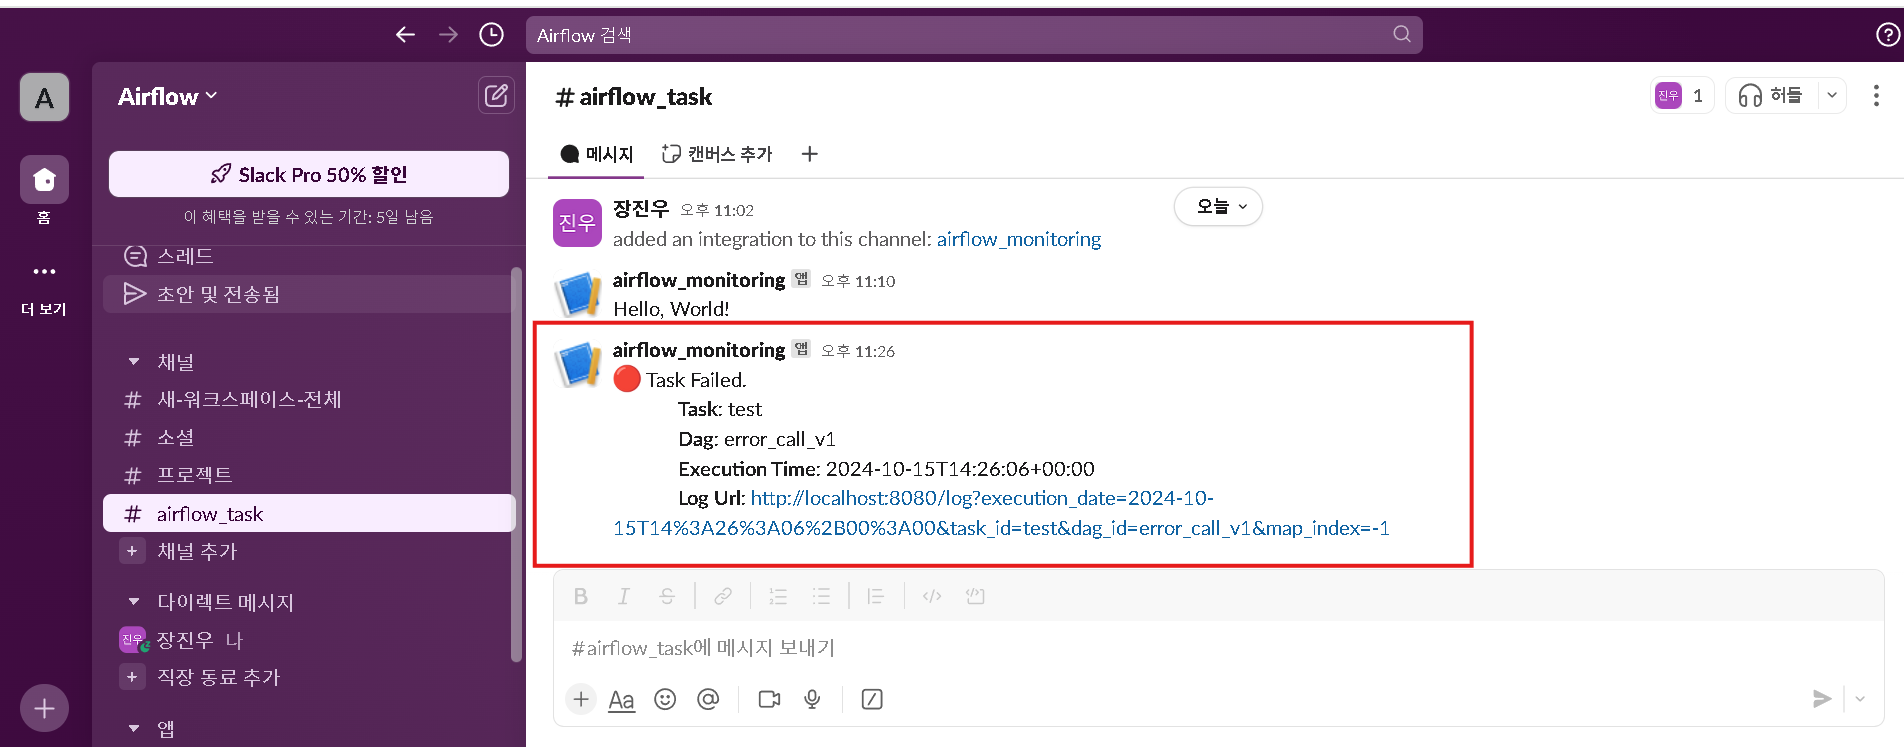 Airflow 검색
A
홈
더 보기
Airflow
Slack Pro 50% 할인
이 혜택을 받을 수 있는 기간: 5일 남음
스레드
초안 및 전송됨
채널
# 새-워크스페이스-전체
# 소셜
# 프로젝트
# airflow_task
+ 채널 추가
다이렉트 메시지
진우 장진우 나
+ 직장 동료 추가
앱
# airflow_task
진우 1
허들
메시지
캔버스 추가
오늘
진우
장진우 오후 11:02
added an integration to this channel: airflow_monitoring
airflow_monitoring 앱 오후 11:10
Hello, World!
airflow_monitoring 앱 오후 11:26
Task Failed.
Task: test
Dag: error_call_v1
Execution Time: 2024-10-15T14:26:06+00:00
Log Url: http://localhost:8080/log?execution_date=2024-10-
15T14%3A26%3A06%2B00%3A00&task_id=test&dag_id=error_call_v1&map_index=-1
B I S
#airflow_task에 메시지 보내기
Aa